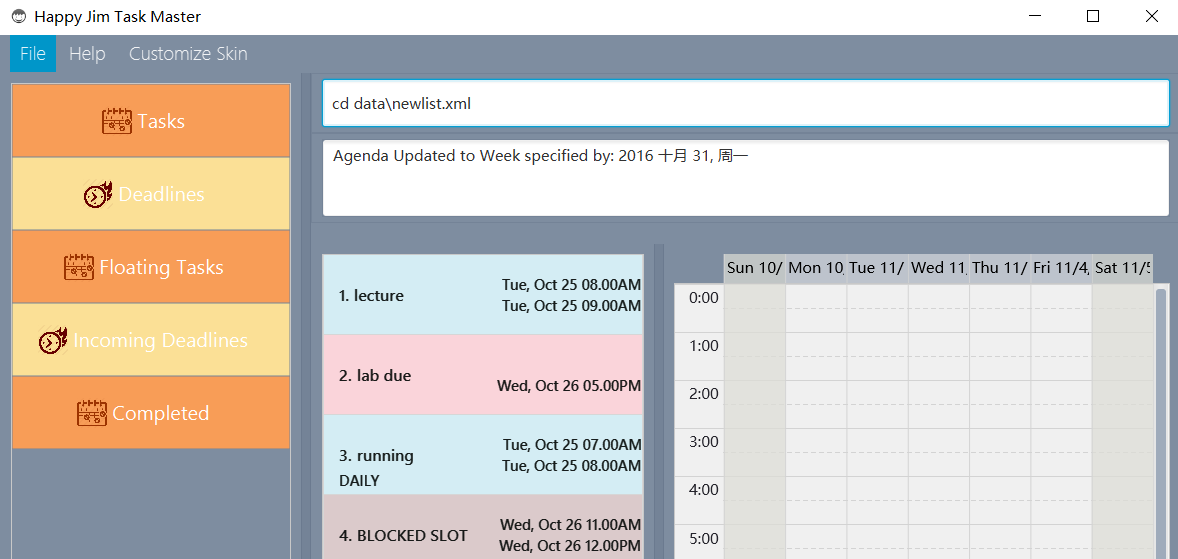 Happy Jim Task Master
File Help Customize Skin
Tasks
Deadlines
Floating Tasks
Incoming Deadlines
Completed
cd data\newlist.xml
Agenda Updated to Week specified by: 2016 十月 31, 周一
1. lecture
Tue, Oct 25 08.00AM
Tue, Oct 25 09.00AM
2. lab due
Wed, Oct 26 05.00PM
3. running
DAILY
Tue, Oct 25 07.00AM
Tue, Oct 25 08.00AM
4. BLOCKED SLOT
Wed, Oct 26 11.00AM
Wed, Oct 26 12.00PM
Sun 10/ Mon 10, Tue 11/ Wed 11, Thu 11/ Fri 11/4, Sat 11/5
0:00
1:00
2:00
3:00
4:00
5:00